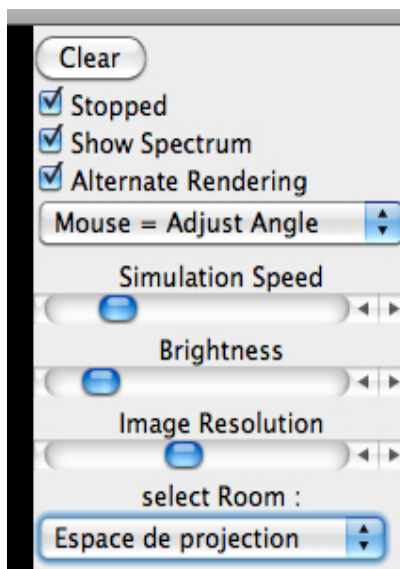 Clear
Stopped
Show Spectrum
Alternate Rendering
Mouse = Adjust Angle
Simulation Speed
Brightness
Image Resolution
select Room :
Espace de projection